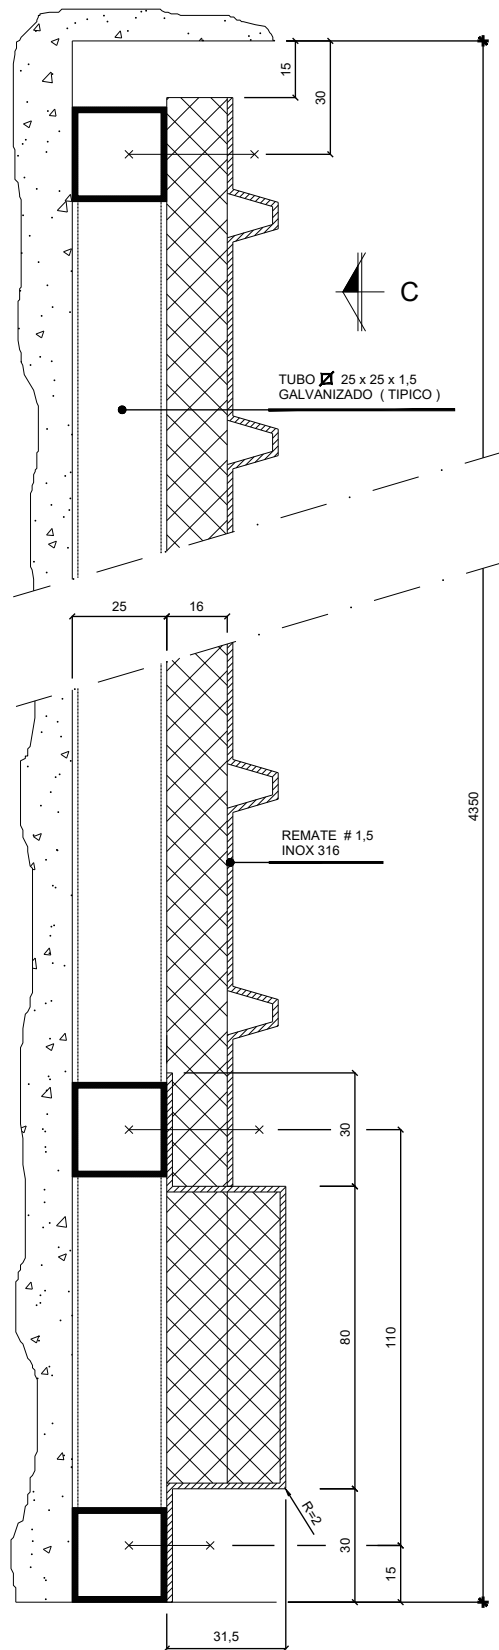 15
30
C
TUBO 25 x 25 x 1,5
GALVANIZADO ( TIPICO )
25
16
4350
REMATE # 1,5
INOX 316
30
110
80
R=2
30
15
31,5